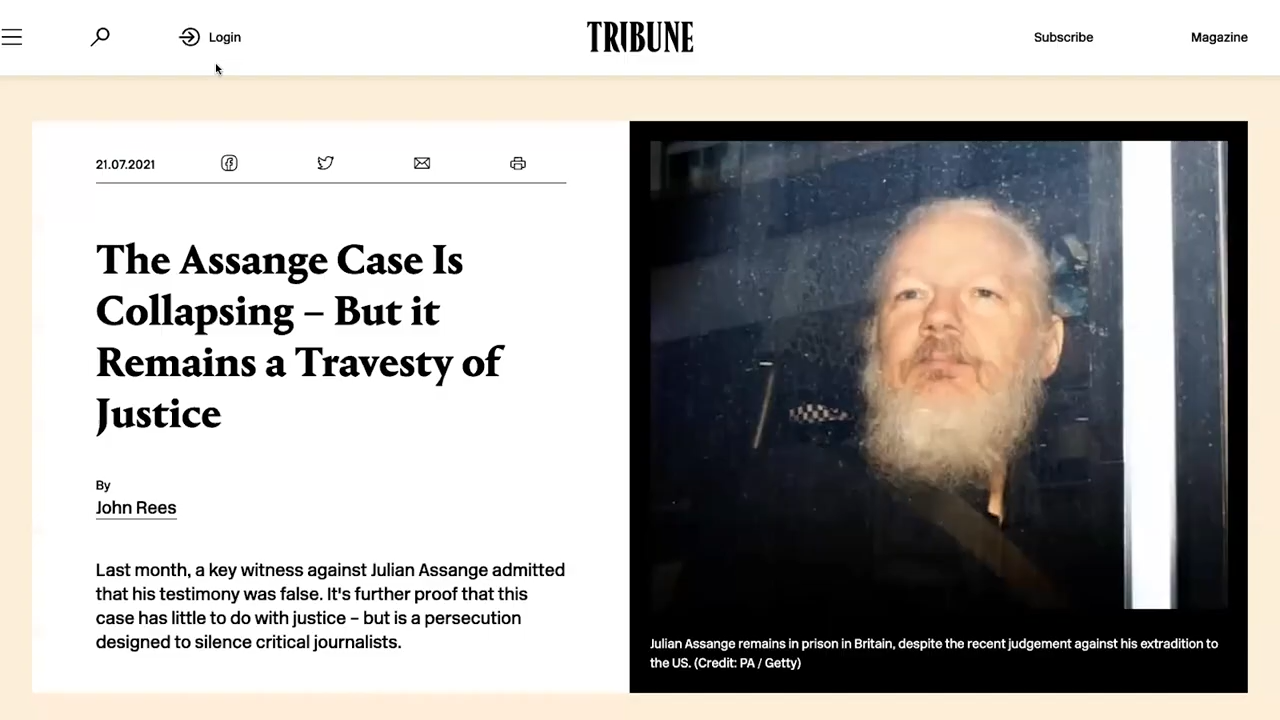 Login
TRIBUNE
Subscribe
Magazine
21.07.2021
The Assange Case Is
Collapsing – But it
Remains a Travesty of
Justice
By
John Rees
Last month, a key witness against Julian Assange admitted
that his testimony was false. It's further proof that this
case has little to do with justice – but is a persecution
designed to silence critical journalists.
Julian Assange remains in prison in Britain, despite the recent judgement against his extradition to
the US. (Credit: PA / Getty)